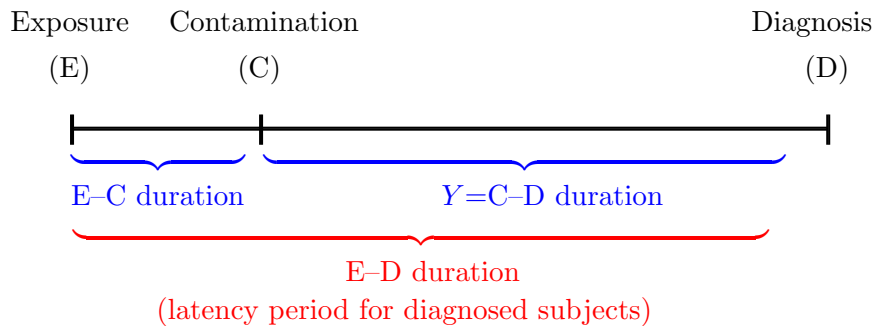 Exposure Contamination Diagnosis
(E) (C) (D)
E–C duration Y=C–D duration
E–D duration
(latency period for diagnosed subjects)